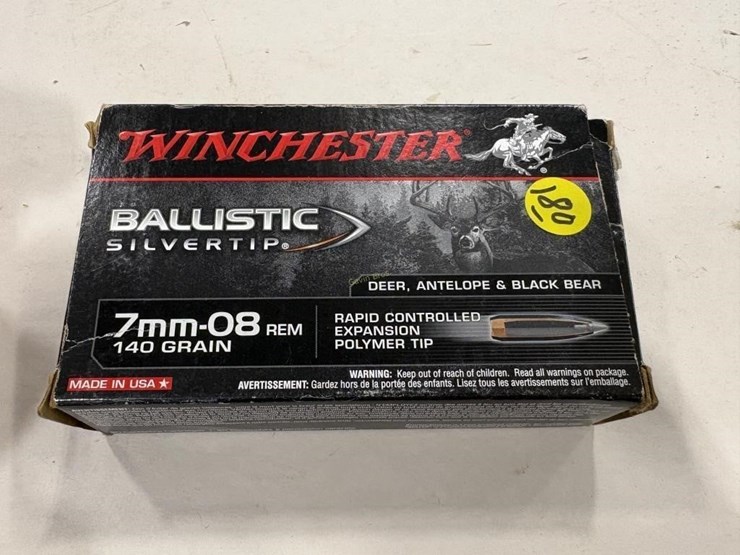 WINCHESTER®
180
BALLISTIC
SILVERTIP®
DEER, ANTELOPE & BLACK BEAR
7mm-08 REM
140 GRAIN
RAPID CONTROLLED
EXPANSION
POLYMER TIP
MADE IN USA ★
WARNING: Keep out of reach of children. Read all warnings on package.
AVERTISSEMENT: Gardez hors de la portée des enfants. Lisez tous les avertissements sur l'emballage.